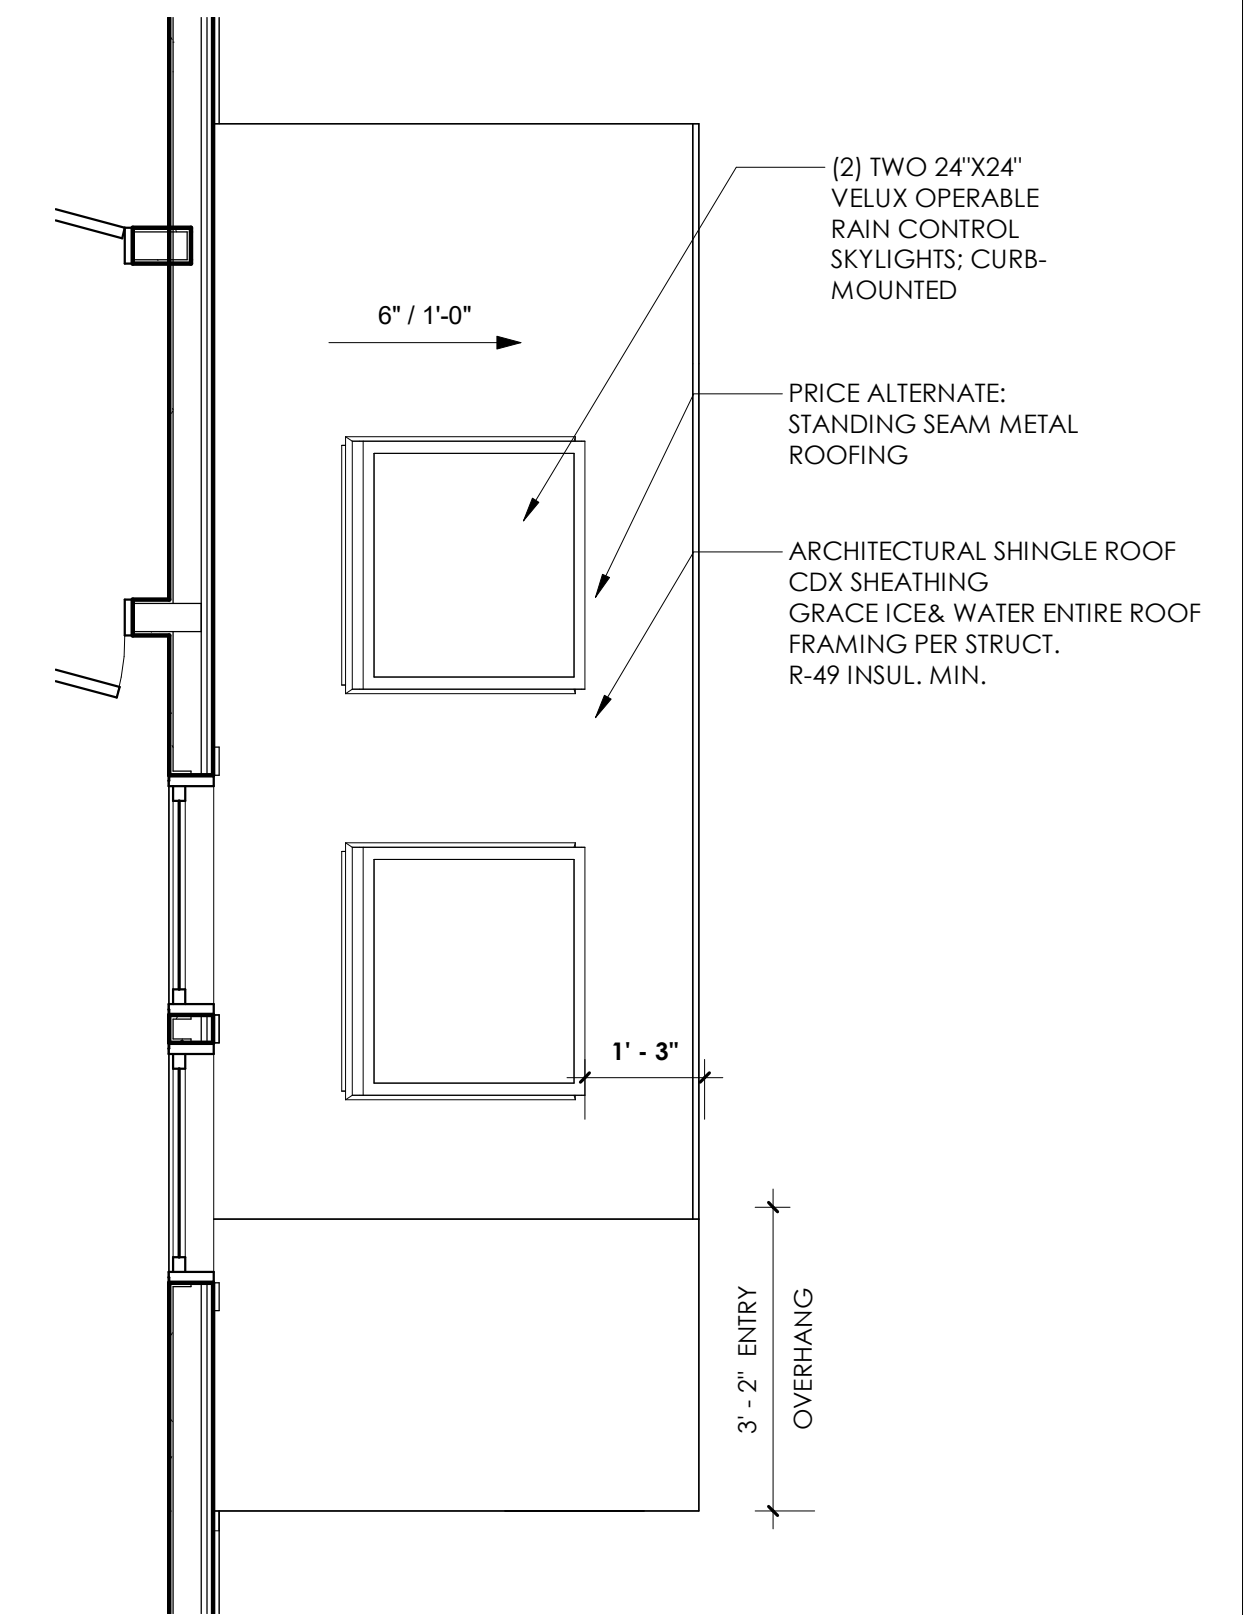 (2) TWO 24"X24"
VELUX OPERABLE
RAIN CONTROL
SKYLIGHTS; CURB-
MOUNTED
6" / 1'-0"
PRICE ALTERNATE:
STANDING SEAM METAL
ROOFING
ARCHITECTURAL SHINGLE ROOF
CDX SHEATHING
GRACE ICE& WATER ENTIRE ROOF
FRAMING PER STRUCT.
R-49 INSUL. MIN.
1' - 3"
3' - 2" ENTRY
OVERHANG